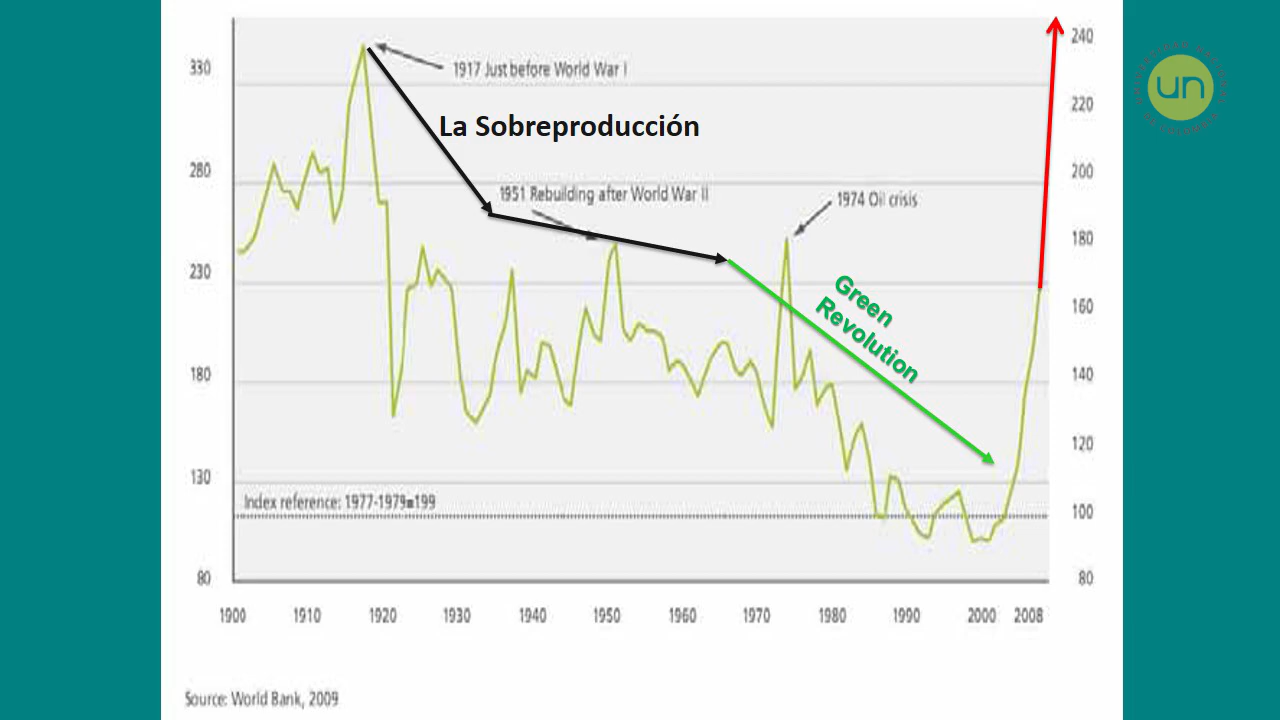 330
280
230
180
130
80
240
220
200
180
160
140
120
100
80
1917 Just before World War I
La Sobreproducción
1951 Rebuilding after World War II
1974 Oil crisis
Green
Revolution
Index reference: 1977-1979=199
1900 1910 1920 1930 1940 1950 1960 1970 1980 1990 2000 2008
Source: World Bank, 2009
un